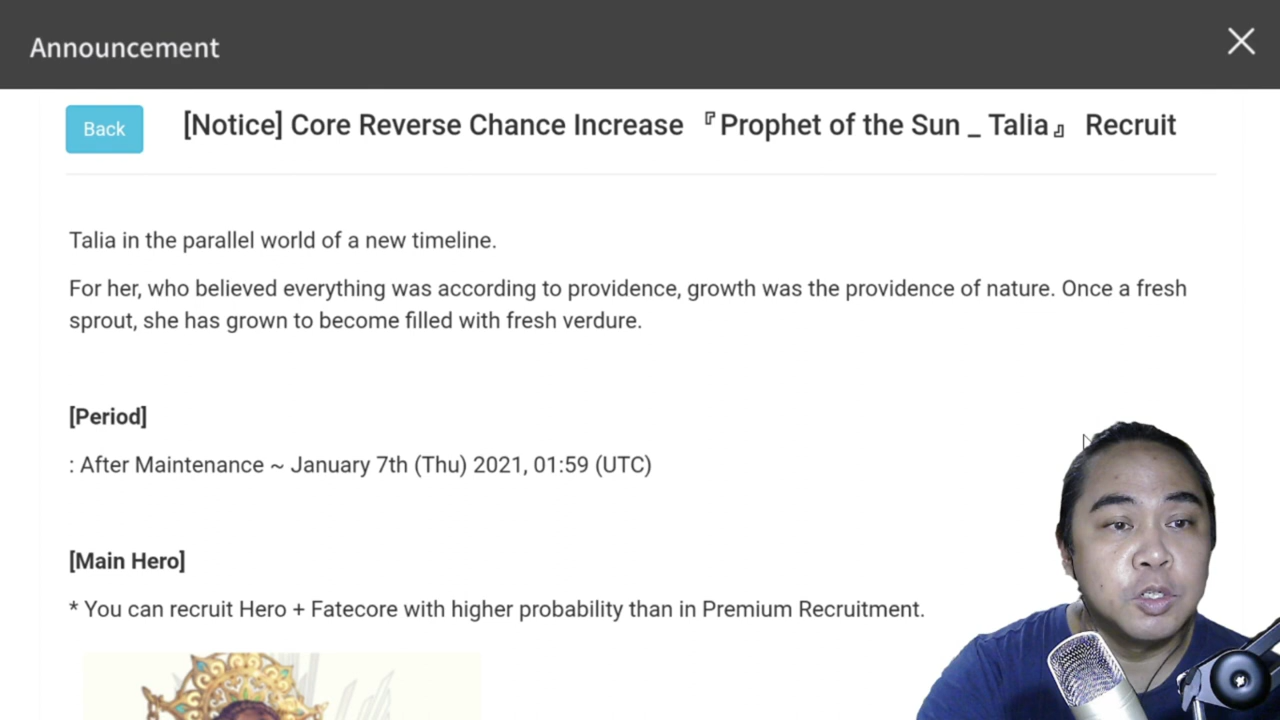 Announcement
Back
[Notice] Core Reverse Chance Increase 『Prophet of the Sun _ Talia』 Recruit
Talia in the parallel world of a new timeline.
For her, who believed everything was according to providence, growth was the providence of nature. Once a fresh
sprout, she has grown to become filled with fresh verdure.
[Period]
: After Maintenance ~ January 7th (Thu) 2021, 01:59 (UTC)
[Main Hero]
* You can recruit Hero + Fatecore with higher probability than in Premium Recruitment.